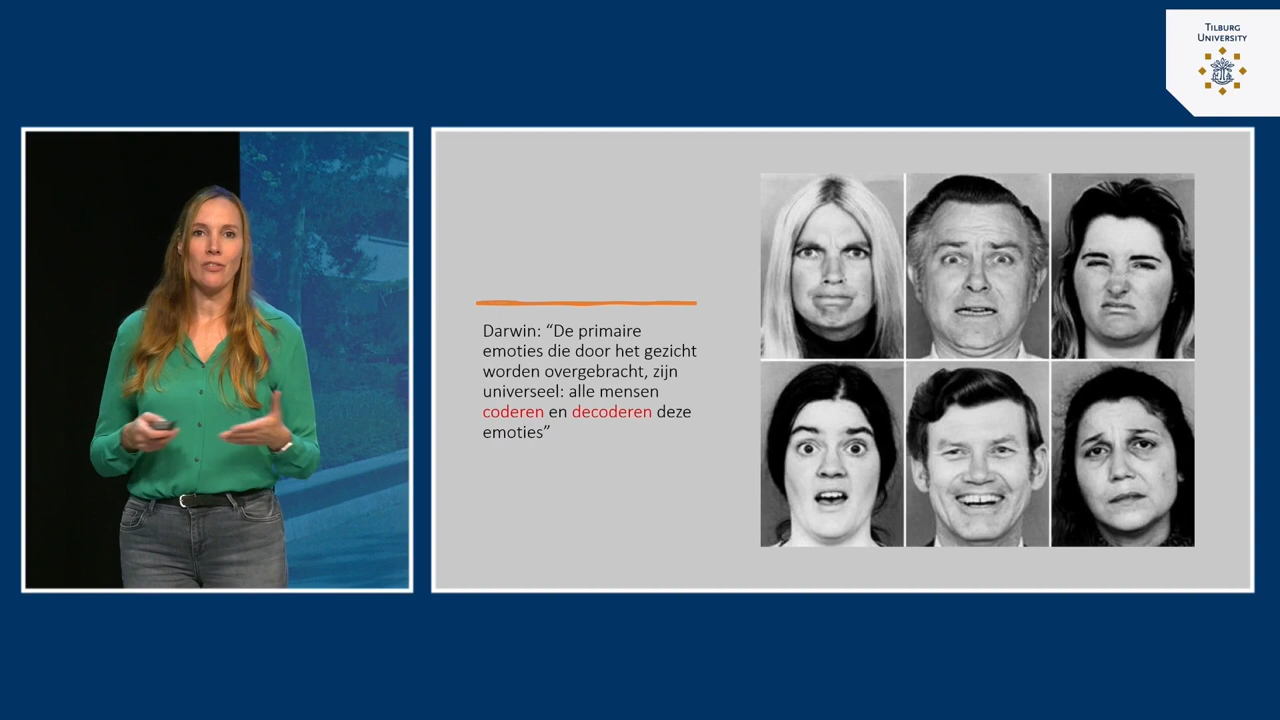 TILBURG
UNIVERSITY
Darwin: “De primaire
emoties die door het gezicht
worden overgebracht, zijn
universeel: alle mensen
coderen en decoderen deze
emoties”